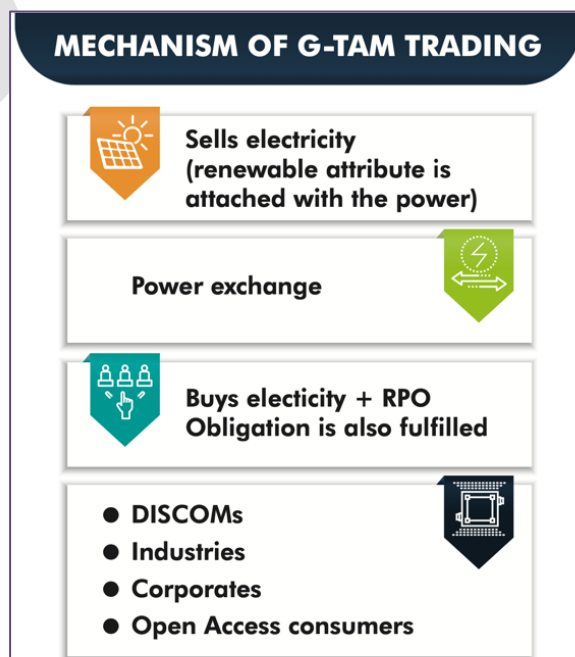 MECHANISM OF G-TAM TRADING
Sells electricity
(renewable attribute is
attached with the power)
Power exchange
Buys electicity + RPO
Obligation is also fulfilled
● DISCOMs
● Industries
● Corporates
● Open Access consumers